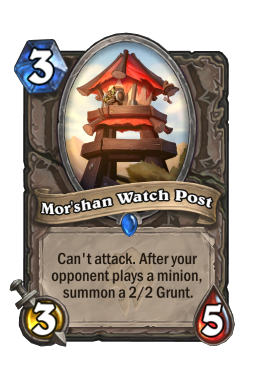 3
Mor'shan Watch Post
Can't attack. After your
opponent plays a minion,
summon a 2/2 Grunt.
3
5